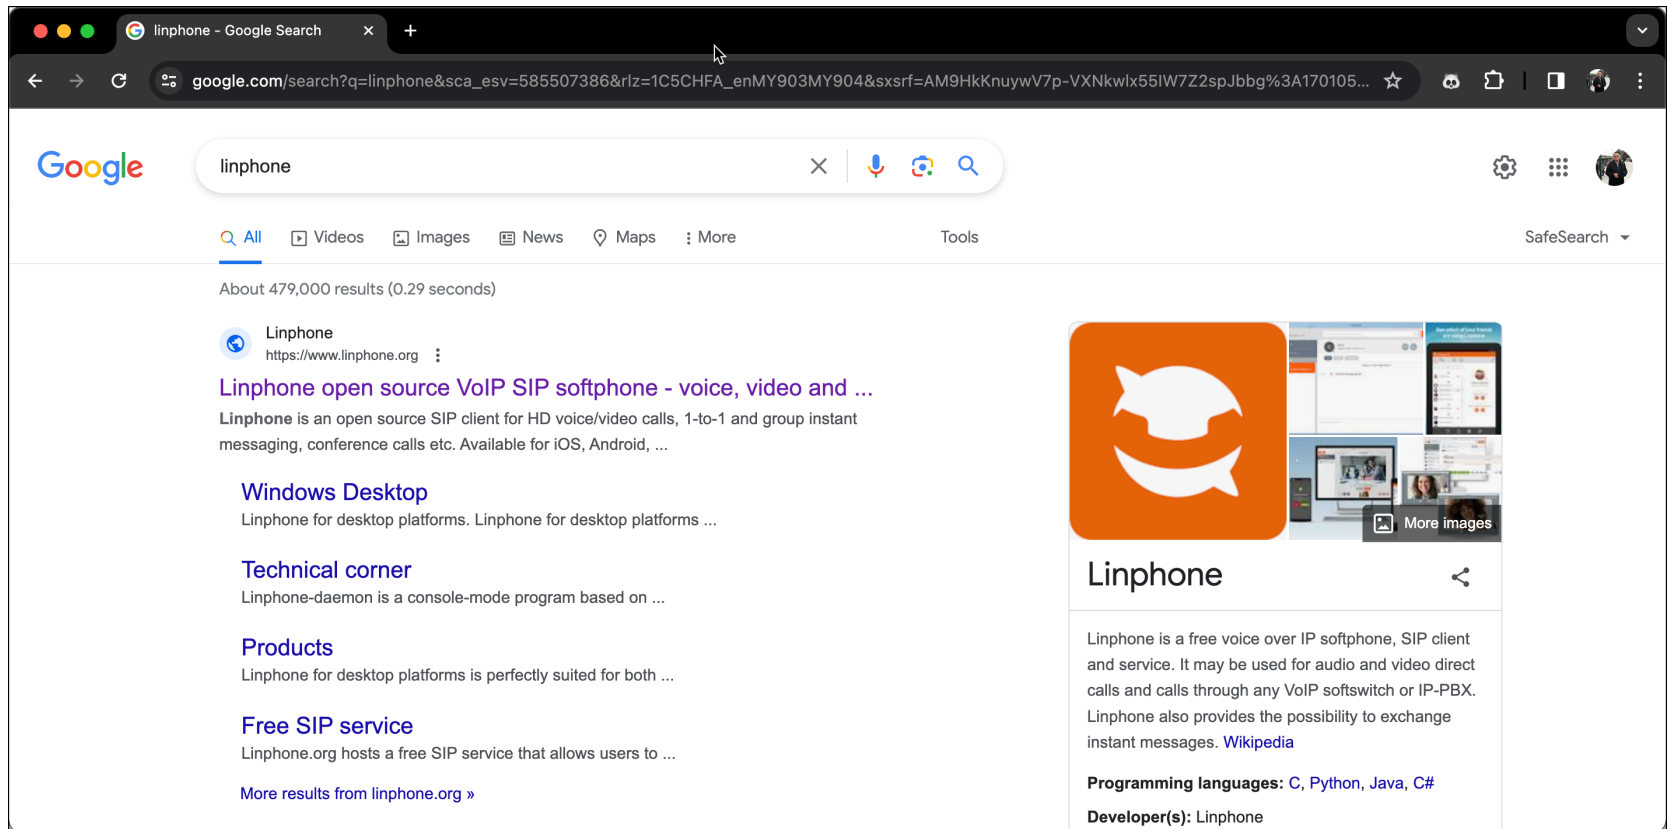 linphone - Google Search
google.com/search?q=linphone&sca_esv=585507386&rlz=1C5CHFA_enMY903MY904&sxsrf=AM9HkKnuywV7p-VXNkwlx55lW7Z2spJbbg%3A170105...
Google
linphone
All Videos Images News Maps More Tools SafeSearch
About 479,000 results (0.29 seconds)
Linphone
https://www.linphone.org
Linphone open source VoIP SIP softphone - voice, video and ...
Linphone is an open source SIP client for HD voice/video calls, 1-to-1 and group instant
messaging, conference calls etc. Available for iOS, Android, ...
Windows Desktop
Linphone for desktop platforms. Linphone for desktop platforms ...
Technical corner
Linphone-daemon is a console-mode program based on ...
Products
Linphone for desktop platforms is perfectly suited for both ...
Free SIP service
Linphone.org hosts a free SIP service that allows users to ...
More results from linphone.org »
More images
Linphone
Linphone is a free voice over IP softphone, SIP client
and service. It may be used for audio and video direct
calls and calls through any VoIP softswitch or IP-PBX.
Linphone also provides the possibility to exchange
instant messages. Wikipedia
Programming languages: C, Python, Java, C#
Developer(s): Linphone